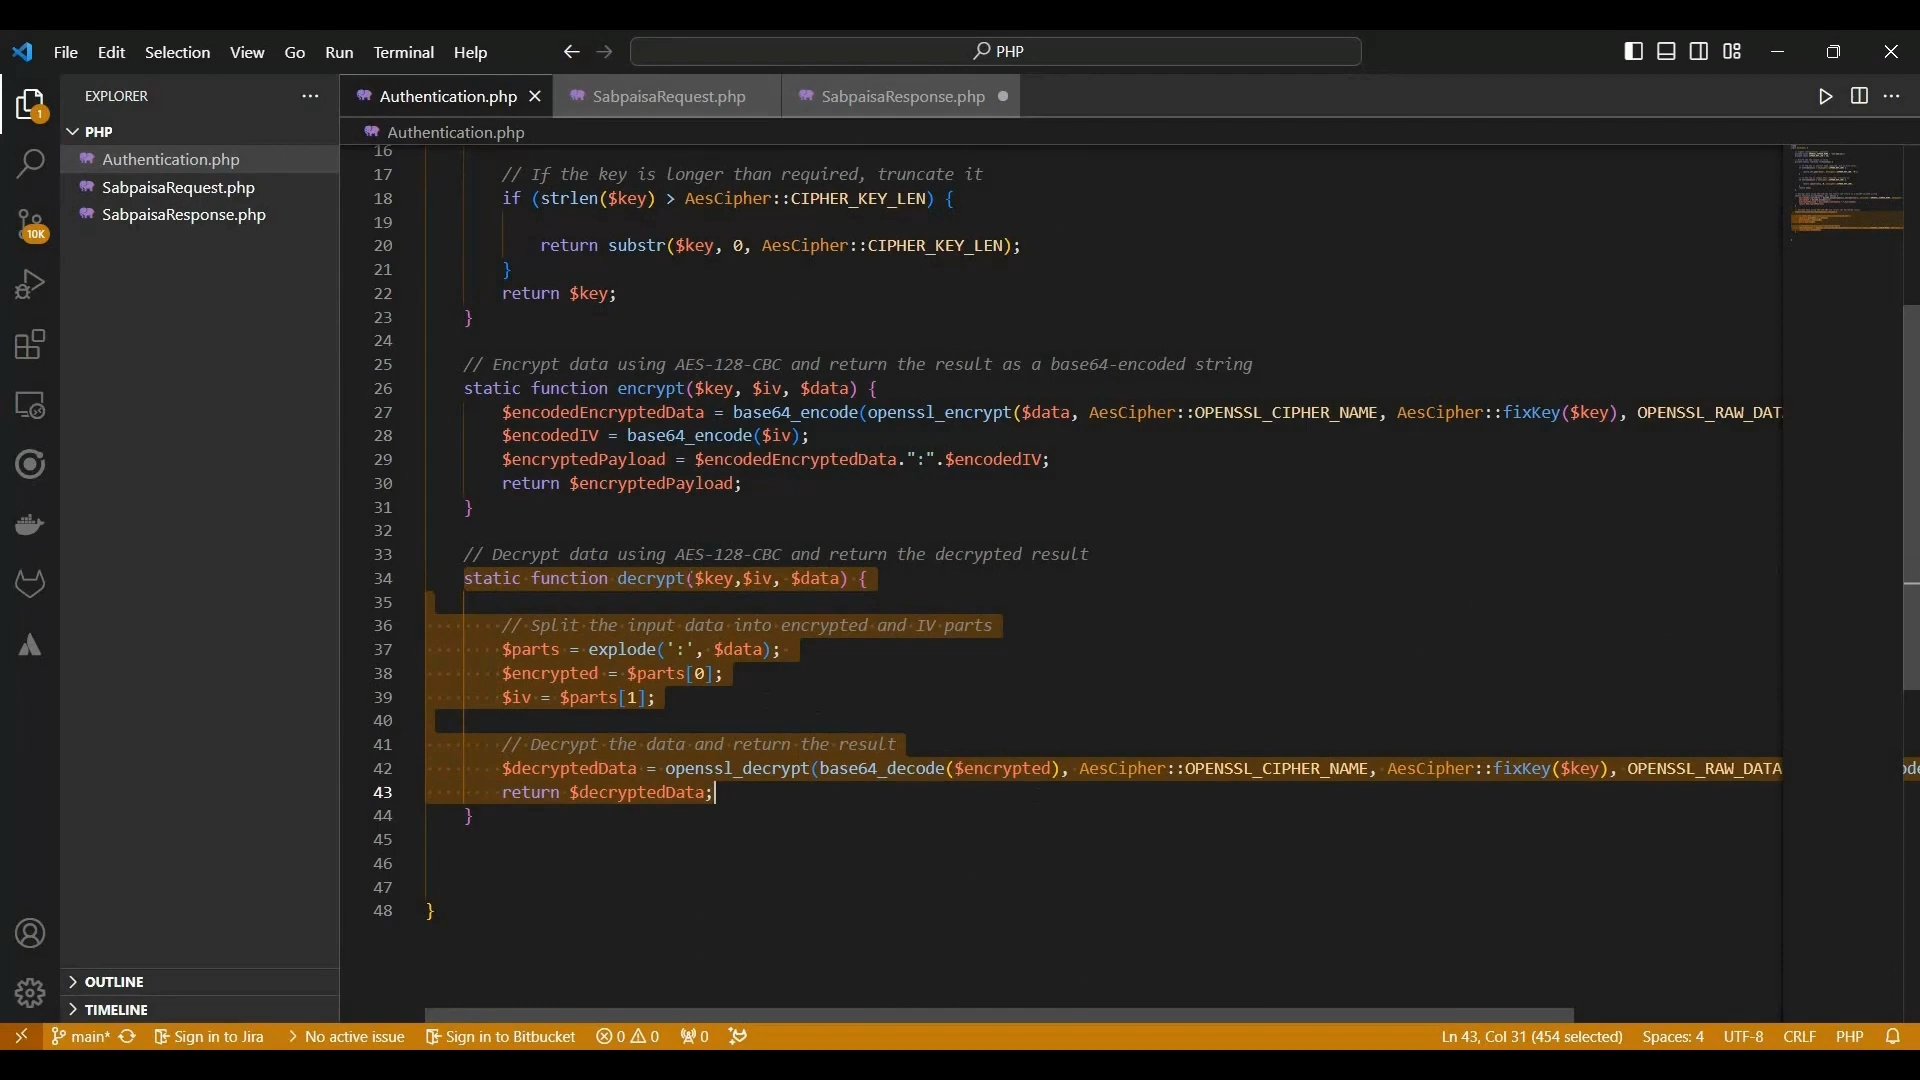 File Edit Selection View Go Run Terminal Help
PHP
EXPLORER
PHP
Authentication.php
SabpaisaRequest.php
SabpaisaResponse.php
OUTLINE
TIMELINE
1
10K
Authentication.php SabpaisaRequest.php SabpaisaResponse.php
Authentication.php
16
17 // If the key is longer than required, truncate it
18 if (strlen($key) > AesCipher::CIPHER_KEY_LEN) {
19
20 return substr($key, 0, AesCipher::CIPHER_KEY_LEN);
21 }
22 return $key;
23 }
24
25 // Encrypt data using AES-128-CBC and return the result as a base64-encoded string
26 static function encrypt($key, $iv, $data) {
27 $encodedEncryptedData = base64_encode(openssl_encrypt($data, AesCipher::OPENSSL_CIPHER_NAME, AesCipher::fixKey($key), OPENSSL_RAW_DAT
28 $encodedIV = base64_encode($iv);
29 $encryptedPayload = $encodedEncryptedData.":".$encodedIV;
30 return $encryptedPayload;
31 }
32
33 // Decrypt data using AES-128-CBC and return the decrypted result
34 static function decrypt($key,$iv, $data) {
35
36 // Split the input data into encrypted and IV parts
37 $parts = explode(':', $data);
38 $encrypted = $parts[0];
39 $iv = $parts[1];
40
41 // Decrypt the data and return the result
42 $decryptedData = openssl_decrypt(base64_decode($encrypted), AesCipher::OPENSSL_CIPHER_NAME, AesCipher::fixKey($key), OPENSSL_RAW_DATA
43 return $decryptedData;
44 }
45
46
47
48 }
main* Sign in to Jira No active issue Sign in to Bitbucket 0 0 0 Ln 43, Col 31 (454 selected) Spaces: 4 UTF-8 CRLF PHP